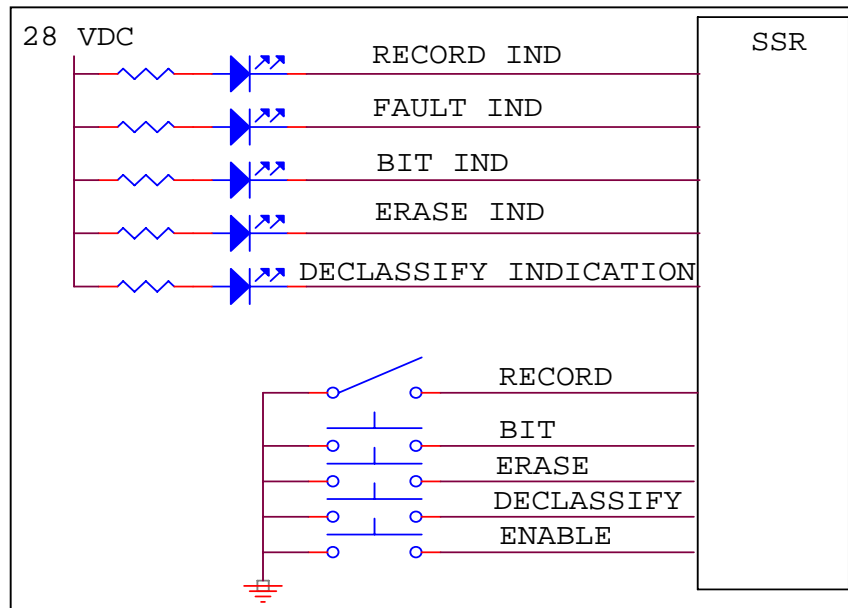 28 VDC
SSR
RECORD IND
FAULT IND
BIT IND
ERASE IND
DECLASSIFY INDICATION
RECORD
BIT
ERASE
DECLASSIFY
ENABLE